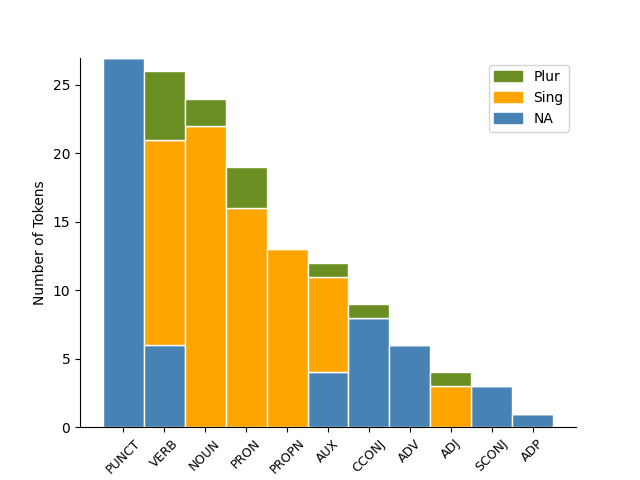 Plur
Sing
NA
Number of Tokens
25
20
15
10
5
0
PUNCT
VERB
NOUN
PRON
PROPN
AUX
CCONJ
ADV
ADJ
SCONJ
ADP